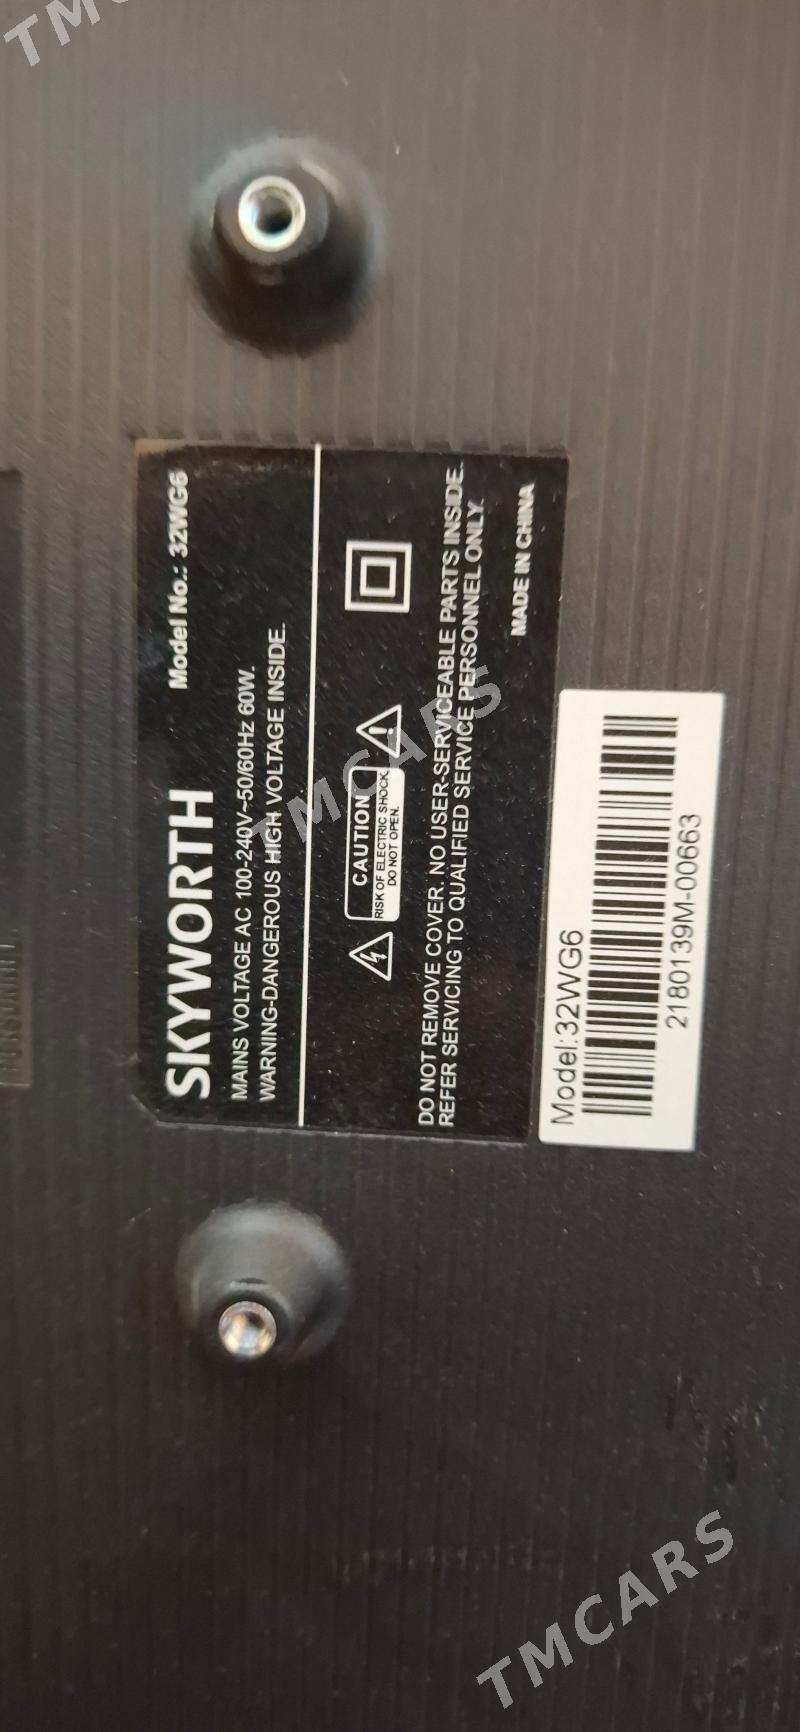 SKYWORTH
Model No.: 32WG6
MAINS VOLTAGE AC 100-240V~50/60Hz 60W.
WARNING-DANGEROUS HIGH VOLTAGE INSIDE.
CAUTION
RISK OF ELECTRIC SHOCK.
DO NOT OPEN.
DO NOT REMOVE COVER. NO USER-SERVICEABLE PARTS INSIDE.
REFER SERVICING TO QUALIFIED SERVICE PERSONNEL ONLY.
MADE IN CHINA
Model:32WG6
2180139M-00663
TMCARS
TMCARS